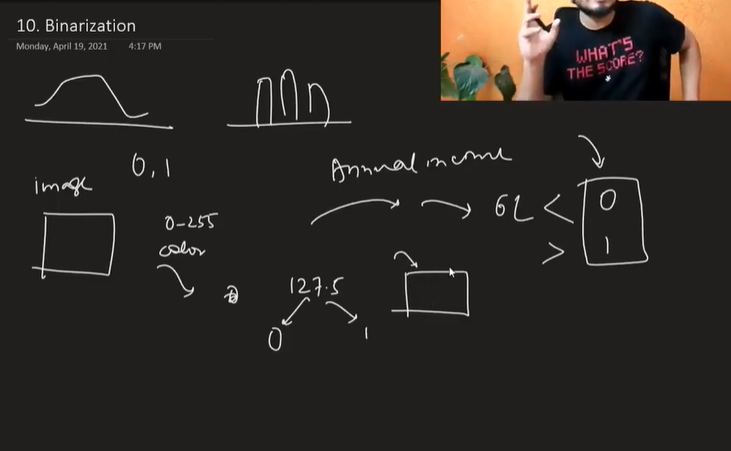 10. Binarization
Monday, April 19, 2021 4:17 PM
WHAT'S
THE SCORE?
0, 1
Annual income
image
0-255
color
6L < 0
> 1
127.5
0 1